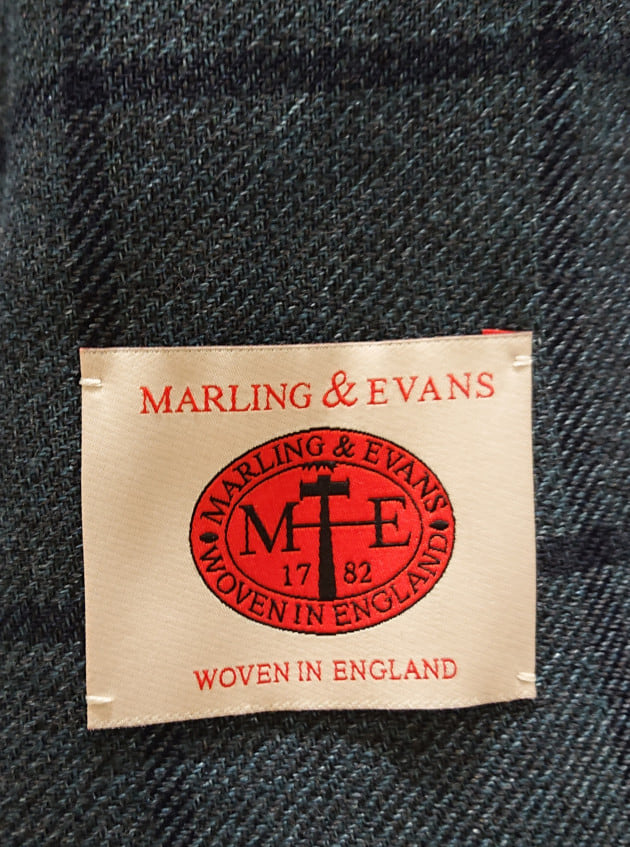 MARLING & EVANS
MARLING & EVANS
M E
17 82
WOVEN IN ENGLAND
WOVEN IN ENGLAND